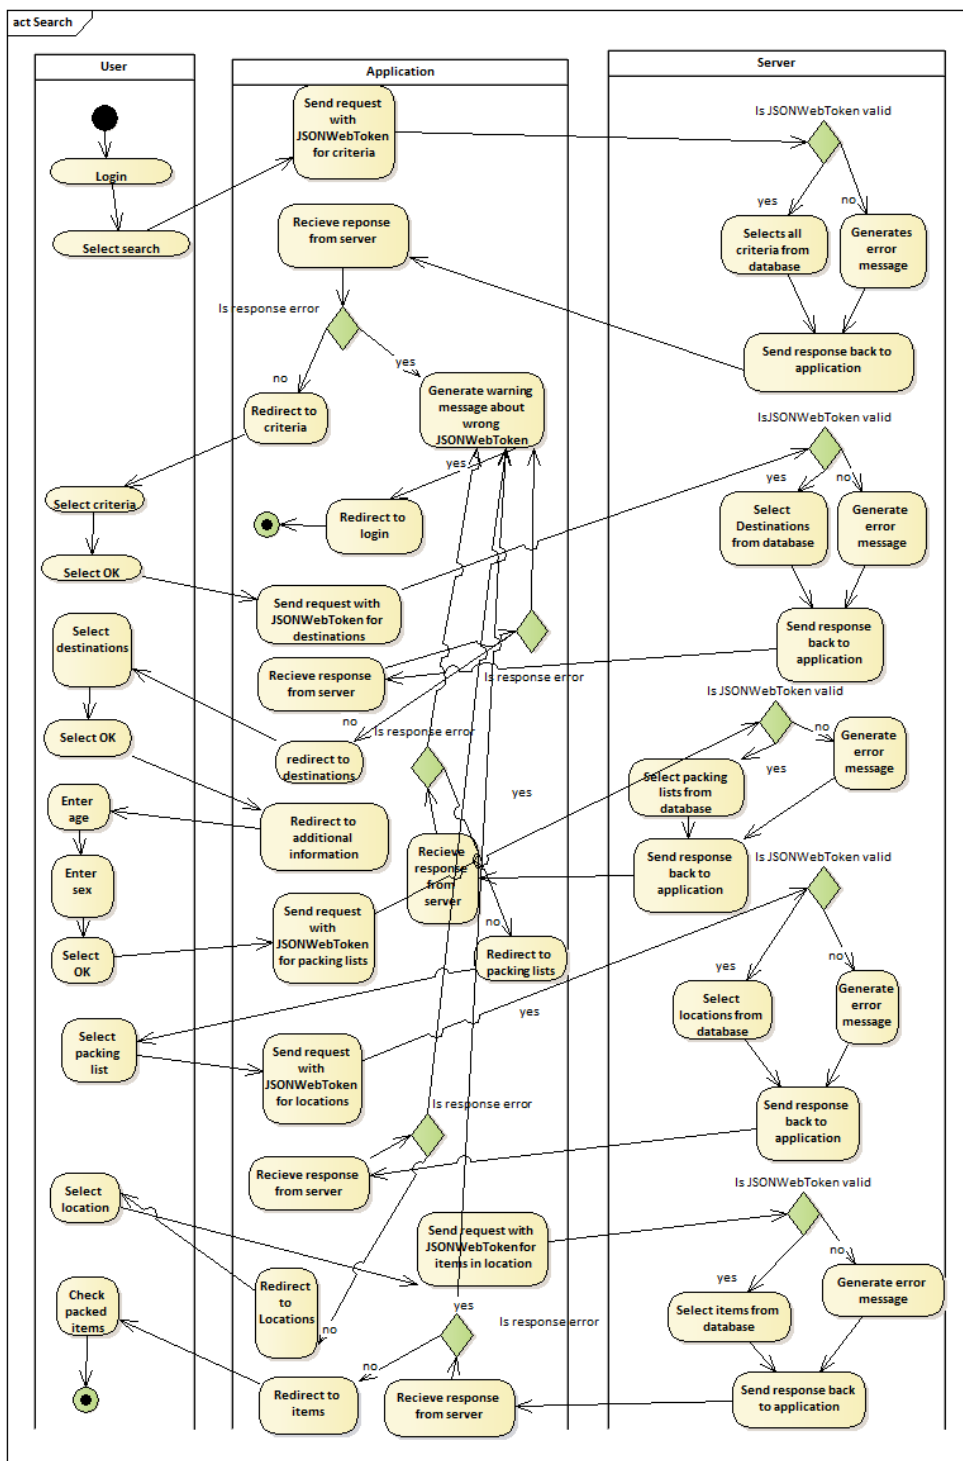 act Search
User
Application
Server
Login
Select search
Send request
with
JSONWebToken
for criteria
Is JSONWebToken valid
yes
no
Selects all
criteria from
database
Generates
error
message
Send response back to
application
Recieve reponse
from server
Is response error
no
yes
Redirect to
criteria
Generate warning
message about
wrong
JSONWebToken
yes
Redirect to
login
Select criteria
Select OK
Send request with
JSONWebToken for
destinations
IsJSONWebToken valid
yes
no
Select
Destinations
from database
Generate
error
message
Send response
back to
application
Recieve response
from server
Is response error
no
redirect to
destinations
Select
destinations
Select OK
Redirect to
additional
information
Enter
age
Enter
sex
Select
OK
Send request
with
JSONWebToken
for packing lists
Is JSONWebToken valid
no
yes
Select packing
lists from
database
Generate
error
message
Send response
back to
application
Recieve
response
from
server
Is response error
yes
no
Redirect to
packing lists
Select
packing
list
Send request
with
JSONWebToken
for locations
Is JSONWebToken valid
yes
no
Select
locations from
database
Generate
error
message
Send response
back to
application
Recieve response
from server
Is response error
yes
no
Redirect
to
Locations
Select
location
Send request with
JSONWebToken for
items in location
Is JSONWebToken valid
yes
no
Select items from
database
Generate error
message
Send response back
to application
Recieve response
from server
Is response error
yes
no
Redirect to
items
Check
packed
items